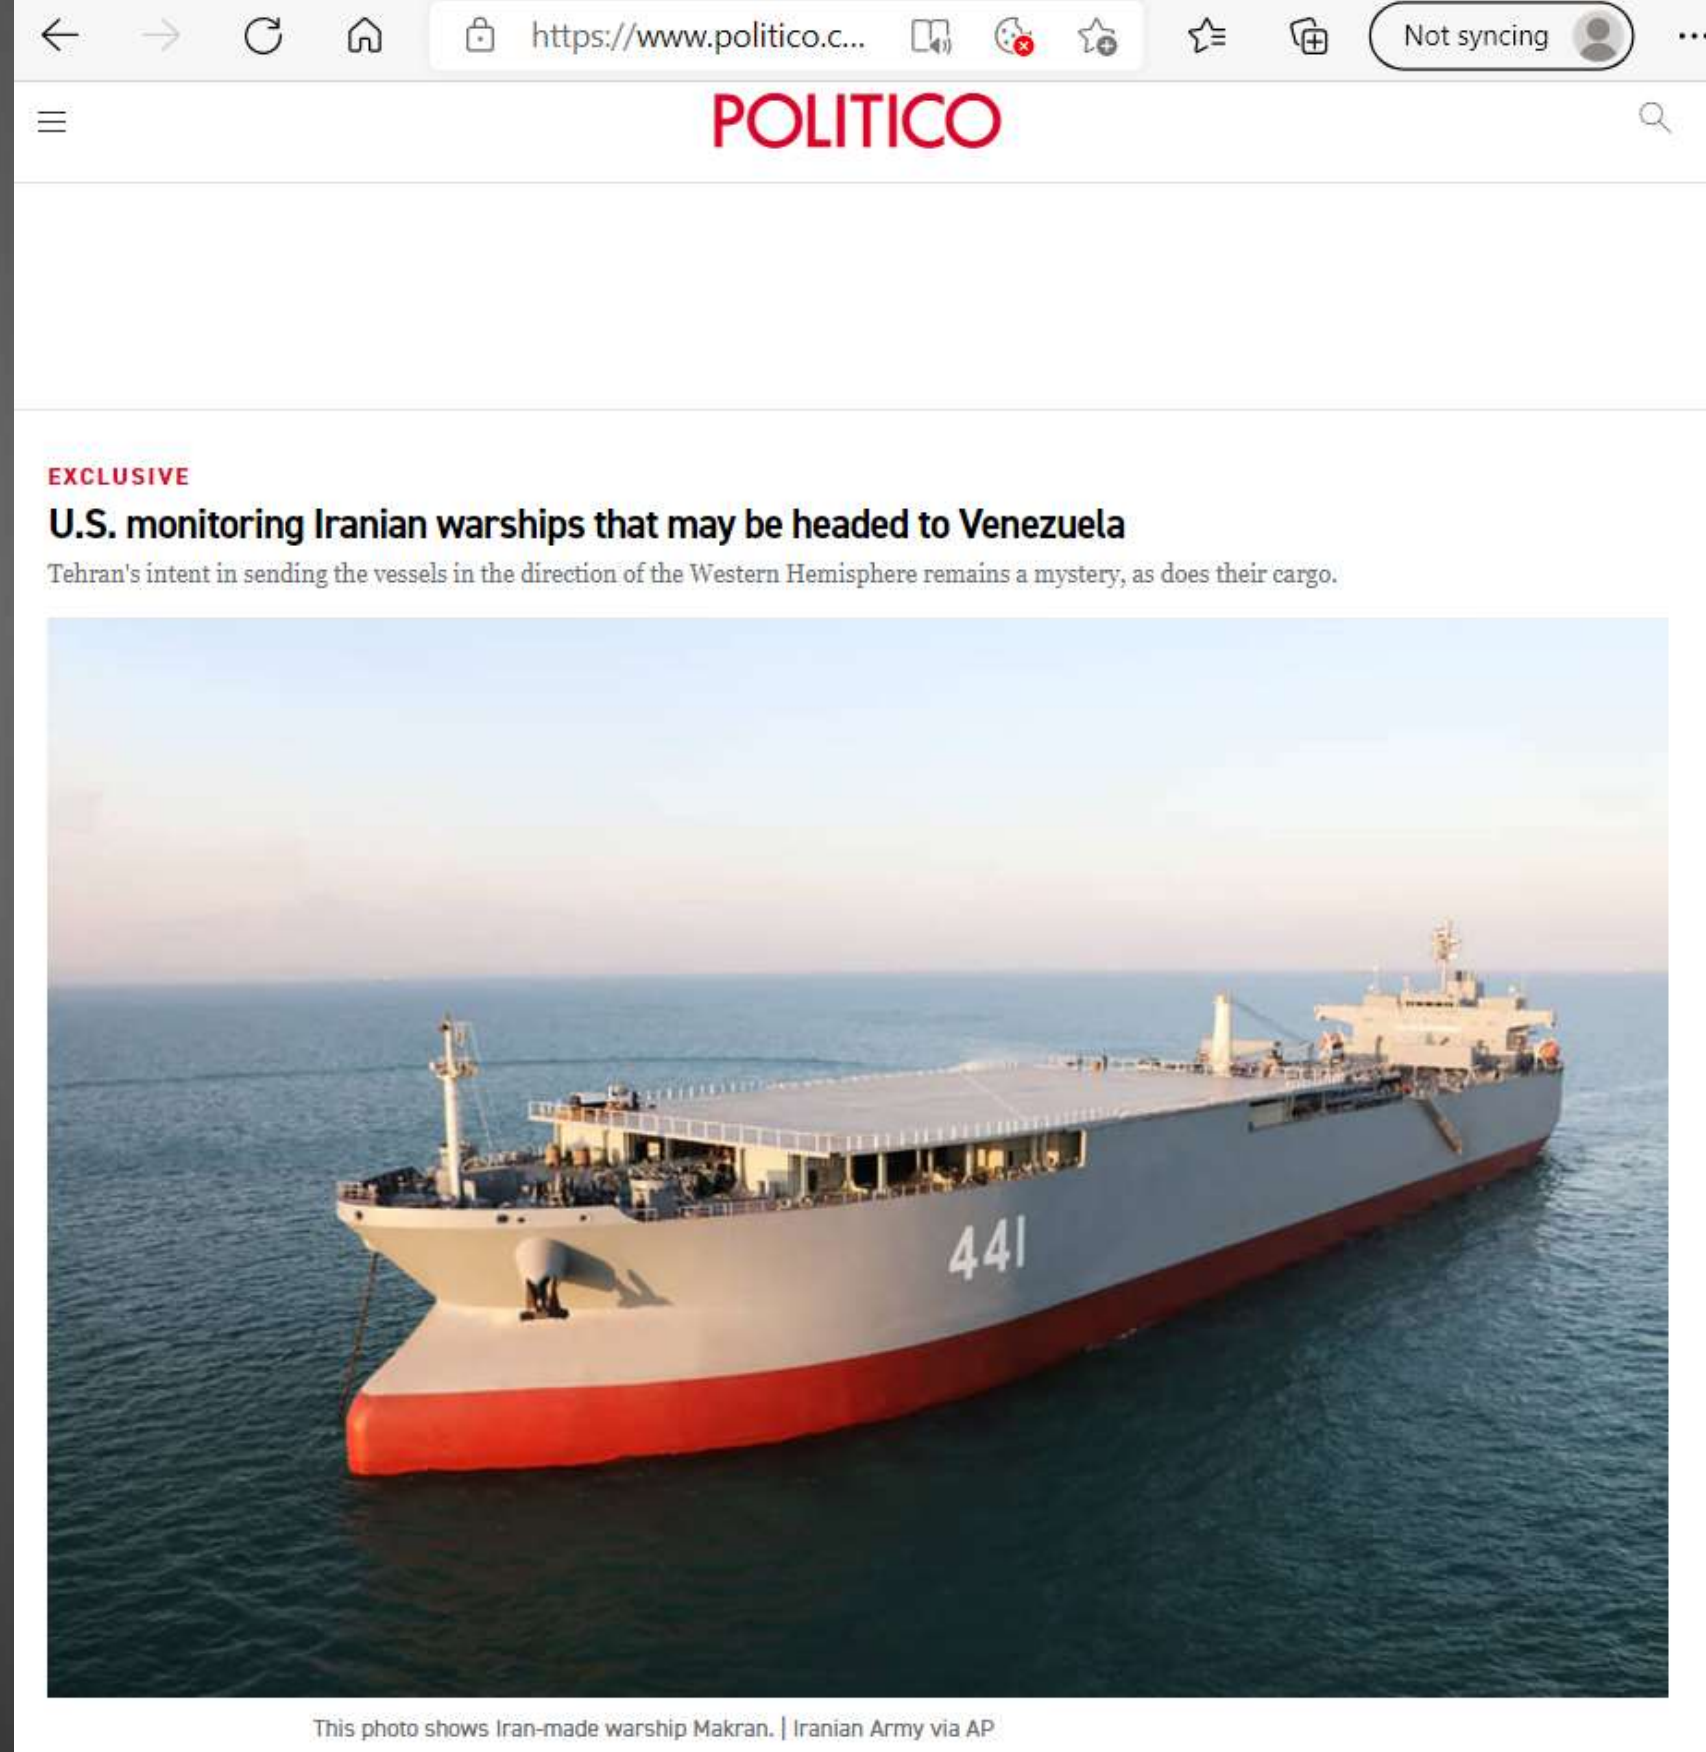 https://www.politico.c...
Not syncing
POLITICO
EXCLUSIVE
U.S. monitoring Iranian warships that may be headed to Venezuela
Tehran's intent in sending the vessels in the direction of the Western Hemisphere remains a mystery, as does their cargo.
441
This photo shows Iran-made warship Makran. | Iranian Army via AP